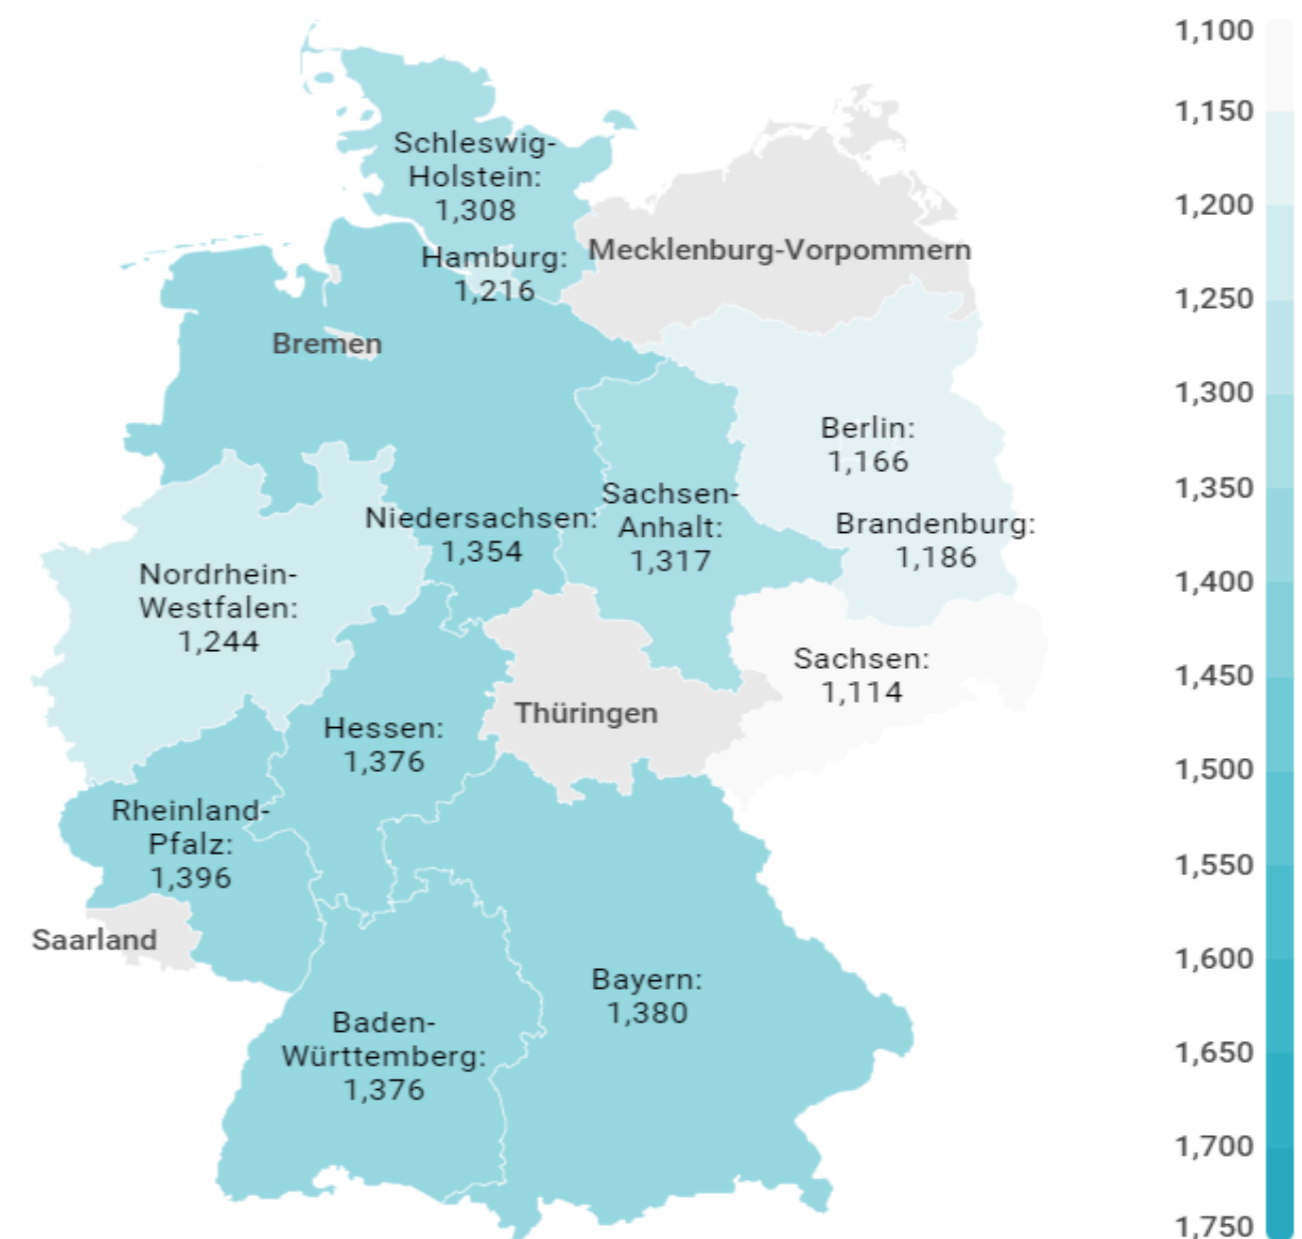 Schleswig-
Holstein:
1,308
Hamburg:
1,216
Mecklenburg-Vorpommern
Bremen
Berlin:
1,166
Niedersachsen:
1,354
Sachsen-
Anhalt:
1,317
Brandenburg:
1,186
Nordrhein-
Westfalen:
1,244
Sachsen:
1,114
Thüringen
Hessen:
1,376
Rheinland-
Pfalz:
1,396
Saarland
Bayern:
1,380
Baden-
Württemberg:
1,376
1,100
1,150
1,200
1,250
1,300
1,350
1,400
1,450
1,500
1,550
1,600
1,650
1,700
1,750